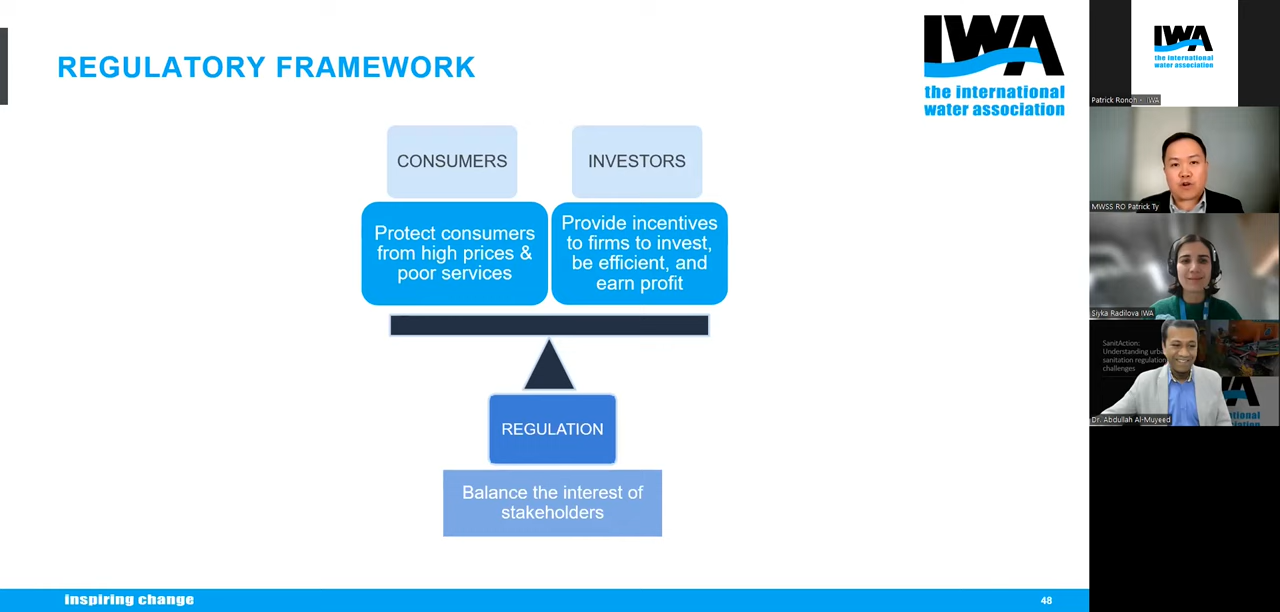 REGULATORY FRAMEWORK
IWA
the international
water association
CONSUMERS
INVESTORS
Protect consumers
from high prices &
poor services
Provide incentives
to firms to invest,
be efficient, and
earn profit
REGULATION
Balance the interest of
stakeholders
inspiring change
48
IWA
the international
water association
Patrick Ronoh - IWA
MWSS RO Patrick Ty
Siyka Radilova IWA
SanitAction:
Understanding urb
sanitation regulation
challenges
Dr. Abdullah Al-Muyeed